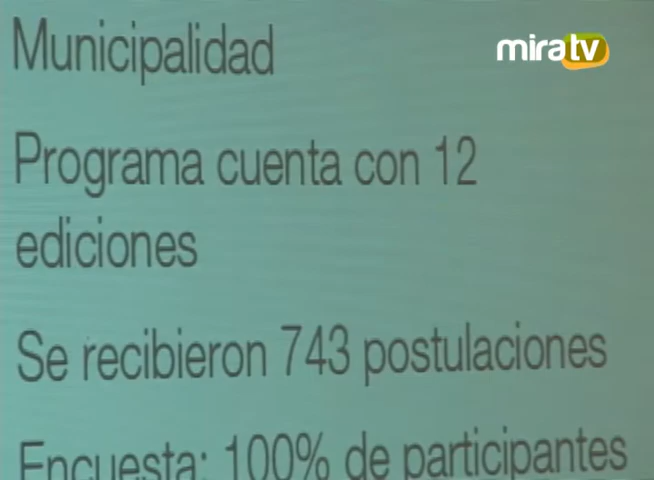 Municipalidad
miratv
Programa cuenta con 12
ediciones
Se recibieron 743 postulaciones
Encuesta: 100% de participantes